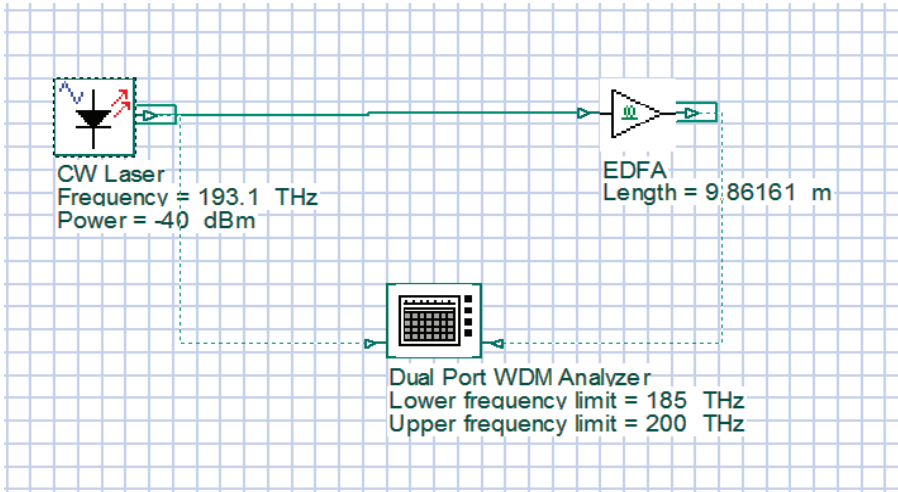 CW Laser
Frequency = 193.1 THz
Power = -40 dBm
EDFA
Length = 9.86161 m
Dual Port WDM Analyzer
Lower frequency limit = 185 THz
Upper frequency limit = 200 THz